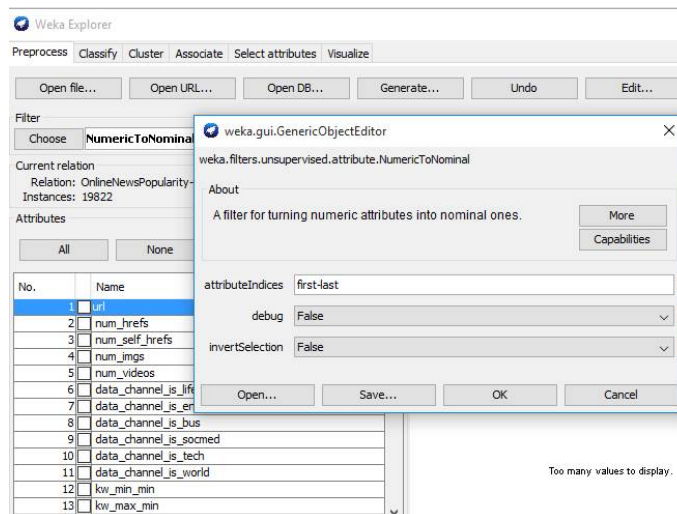 Weka Explorer
Preprocess Classify Cluster Associate Select attributes Visualize
Open file... Open URL... Open DB... Generate... Undo Edit...
Filter
Choose NumericToNominal
Current relation
Relation: OnlineNewsPopularity-
Instances: 19822
Attributes
All None
No. Name
1 url
2 num_hrefs
3 num_self_hrefs
4 num_imgs
5 num_videos
6 data_channel_is_life
7 data_channel_is_en
8 data_channel_is_bus
9 data_channel_is_socmed
10 data_channel_is_tech
11 data_channel_is_world
12 kw_min_min
13 kw_max_min
weka.gui.GenericObjectEditor
weka.filters.unsupervised.attribute.NumericToNominal
About
A filter for turning numeric attributes into nominal ones.
More
Capabilities
attributeIndices first-last
debug False
invertSelection False
Open... Save... OK Cancel
Too many values to display.